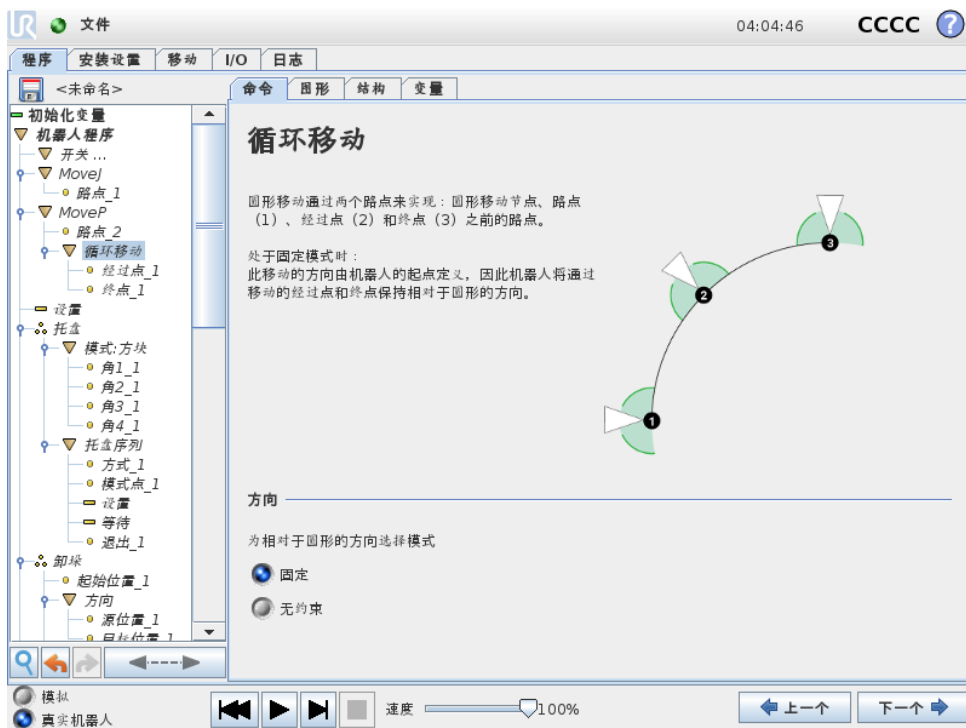 UR 文件 04:04:46 CCCC ?
程序 安装设置 移动 I/O 日志
<未命名>
命令 图形 结构 变量
初始化变量
机器人程序
开关 ...
MoveJ
路点_1
MoveP
路点_2
循环移动
经过点_1
终点_1
设置
托盘
模式:方块
角1_1
角2_1
角3_1
角4_1
托盘序列
方式_1
模式点_1
设置
等待
退出_1
卸垛
起始位置_1
方向
源位置_1
目标位置_1
循环移动
圆形移动通过两个路点来实现：圆形移动节点、路点
（1）、经过点（2）和终点（3）之前的路点。
处于固定模式时：
此移动的方向由机器人的起点定义，因此机器人将通过
移动的经过点和终点保持相对于圆形的方向。
3
2
1
方向
为相对于圆形的方向选择模式
固定
无约束
模拟
真实机器人
速度 100%
上一个 下一个